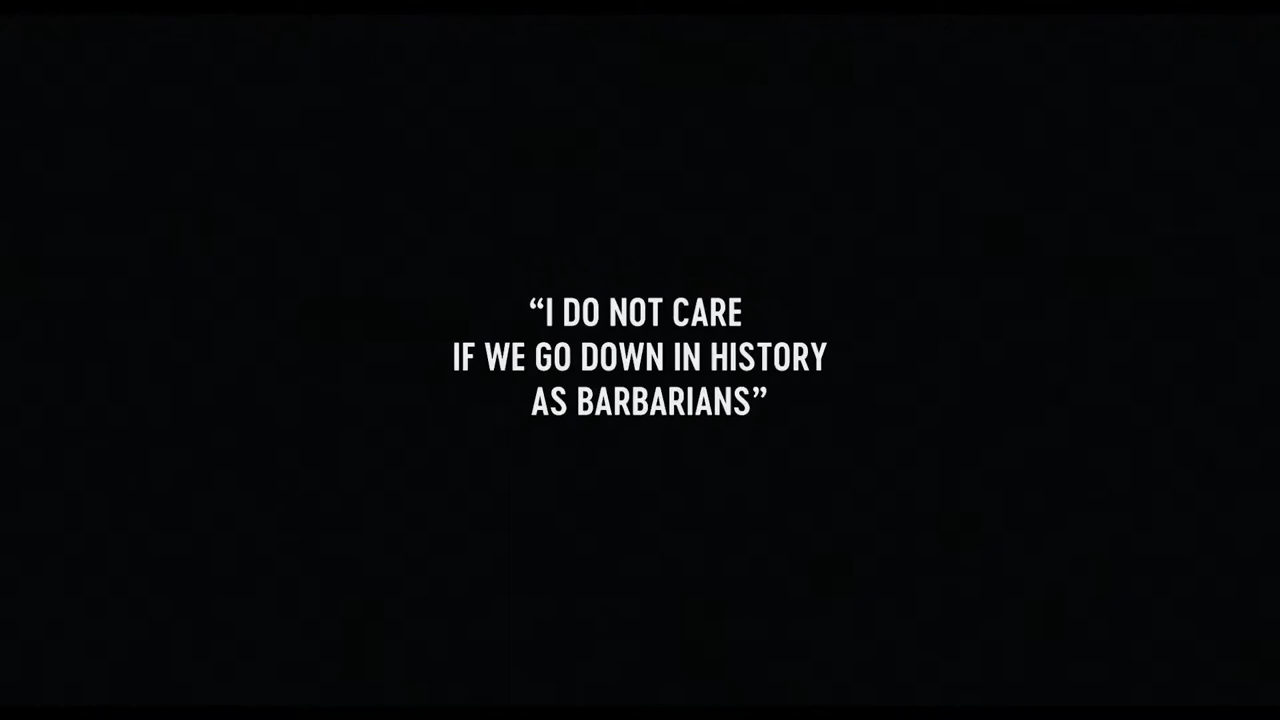 “I DO NOT CARE
IF WE GO DOWN IN HISTORY
AS BARBARIANS”